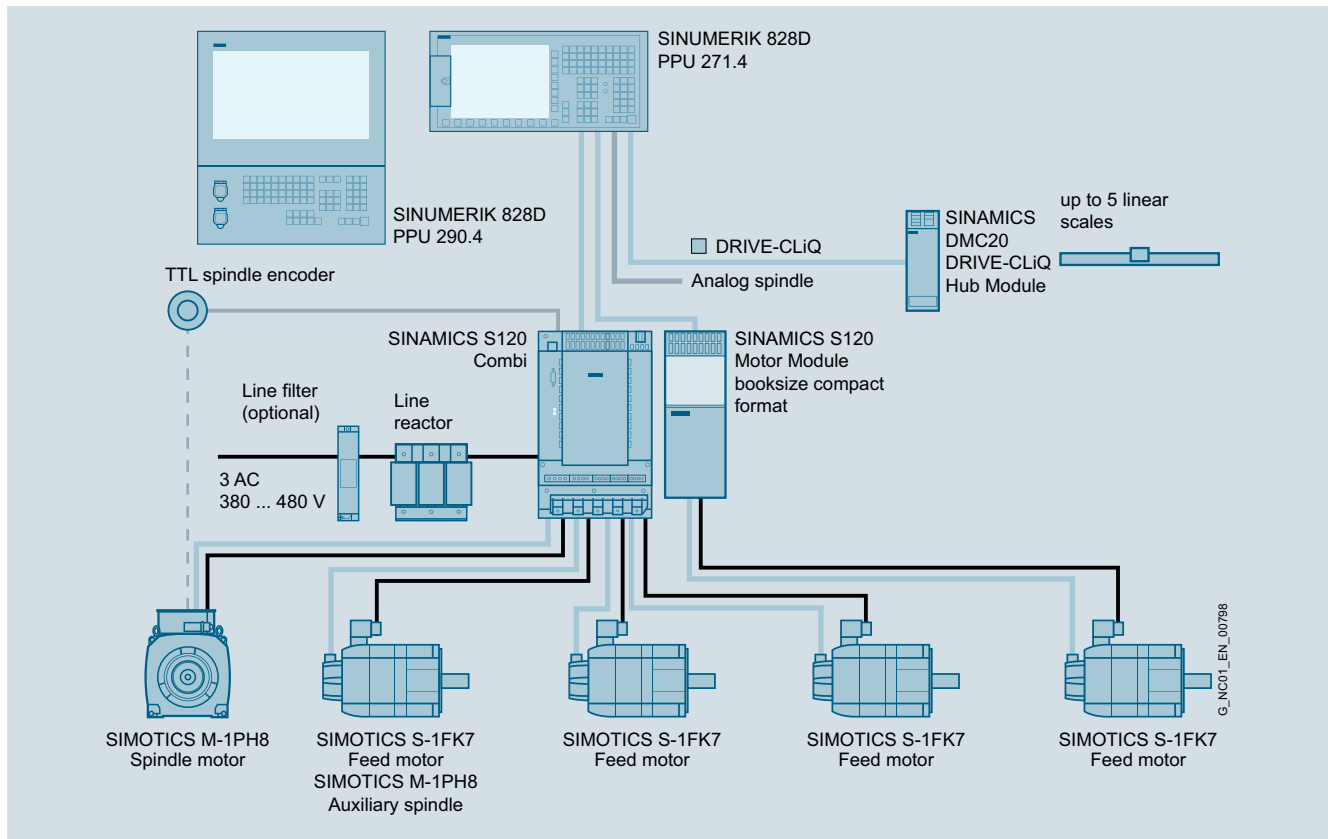 SINUMERIK 828D
PPU 271.4
SINUMERIK 828D
PPU 290.4
up to 5 linear
scales
SINAMICS
DMC20
DRIVE-CLiQ
Hub Module
DRIVE-CLiQ
Analog spindle
TTL spindle encoder
SINAMICS S120
Combi
SINAMICS S120
Motor Module
booksize compact
format
Line filter
(optional)
Line
reactor
3 AC
380 ... 480 V
SIMOTICS M-1PH8
Spindle motor
SIMOTICS S-1FK7
Feed motor
SIMOTICS M-1PH8
Auxiliary spindle
SIMOTICS S-1FK7
Feed motor
SIMOTICS S-1FK7
Feed motor
SIMOTICS S-1FK7
Feed motor
G_NC01_EN_00798